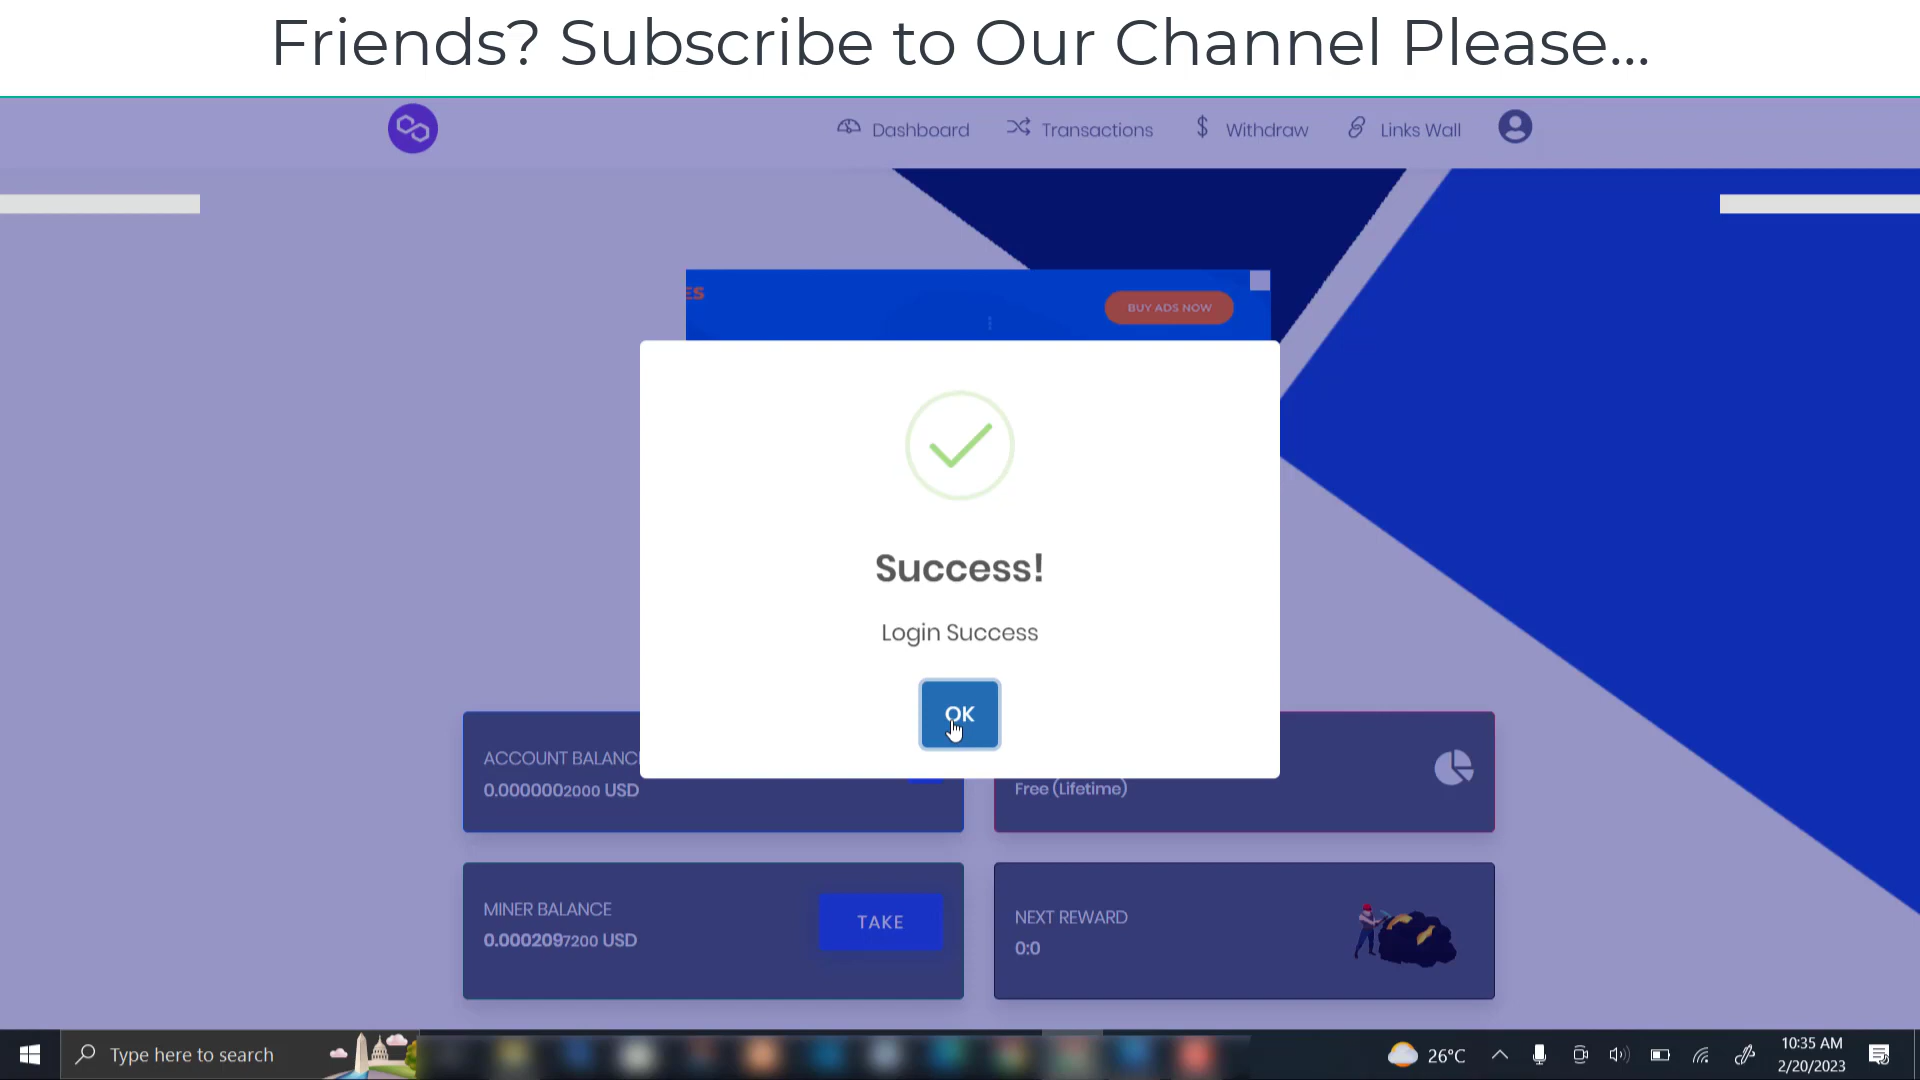 Friends? Subscribe to Our Channel Please...
Dashboard
Transactions
Withdraw
Links Wall
ES
BUY ADS NOW
Success!
Login Success
OK
ACCOUNT BALANC
0.0000002000 USD
Free (Lifetime)
MINER BALANCE
0.0002097200 USD
TAKE
NEXT REWARD
0:0
Type here to search
26°C
10:35 AM
2/20/2023